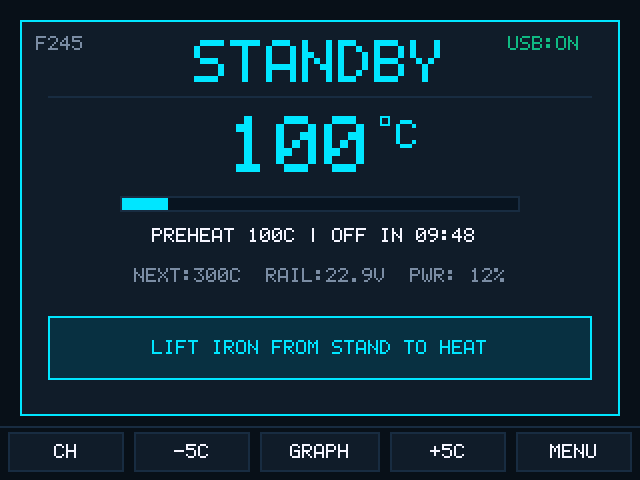 F245 STANDBY USB:ON
100°C
PREHEAT 100C | OFF IN 09:48
NEXT:300C RAIL:22.9V PWR: 12%
LIFT IRON FROM STAND TO HEAT
CH -5C GRAPH +5C MENU